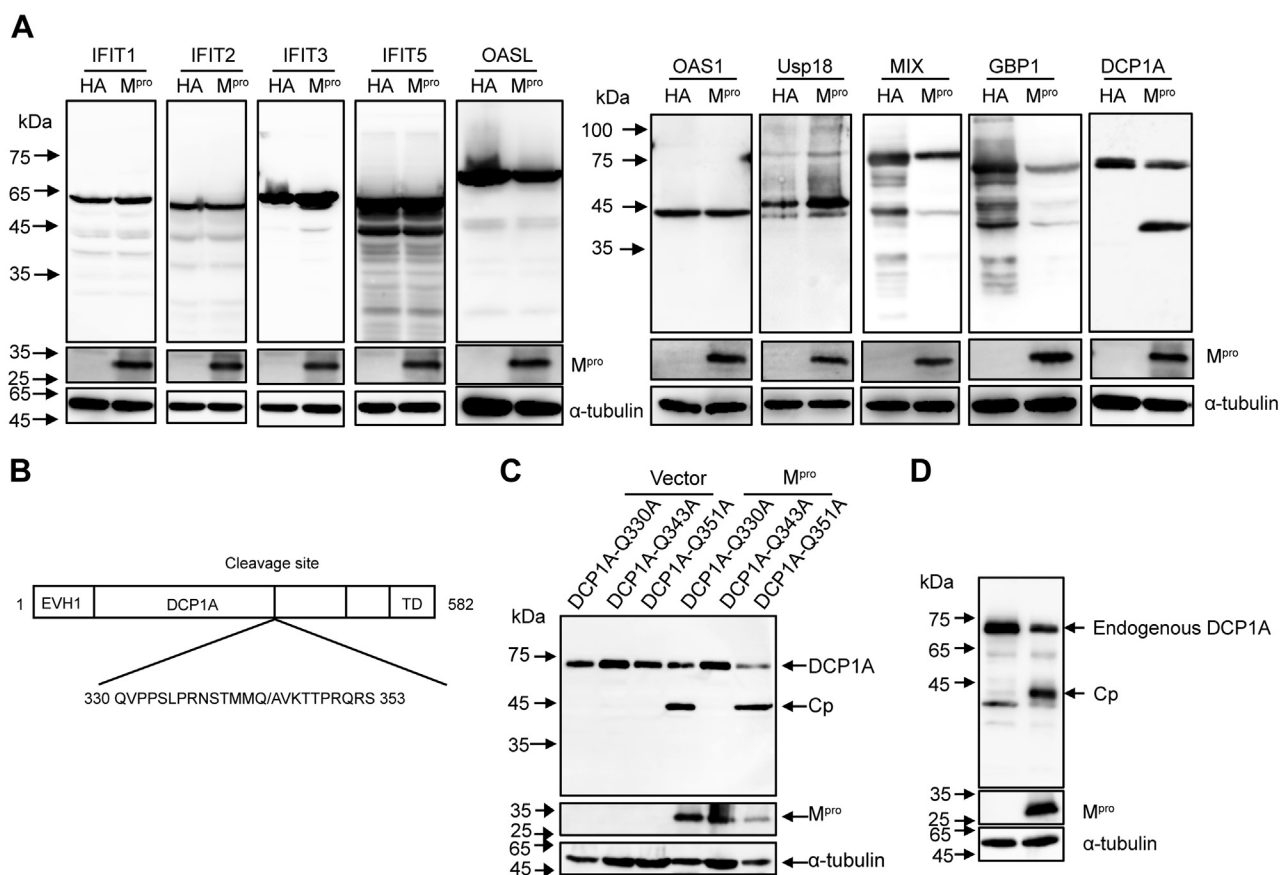 A
IFIT1 IFIT2 IFIT3 IFIT5 OASL
HA Mᵖʳᵒ HA Mᵖʳᵒ HA Mᵖʳᵒ HA Mᵖʳᵒ HA Mᵖʳᵒ
kDa
75
65
45
35
35
25
Mᵖʳᵒ
65
45
α-tubulin
OAS1 Usp18 MIX GBP1 DCP1A
HA Mᵖʳᵒ HA Mᵖʳᵒ HA Mᵖʳᵒ HA Mᵖʳᵒ HA Mᵖʳᵒ
kDa
100
75
45
35
Mᵖʳᵒ
α-tubulin
B
Cleavage site
1 EVH1 DCP1A TD 582
330 QVPPSLPRNSTMMQ/AVKTTPRQRS 353
C
Vector Mᵖʳᵒ
DCP1A-Q330A DCP1A-Q343A DCP1A-Q351A DCP1A-Q330A DCP1A-Q343A DCP1A-Q351A
kDa
75
DCP1A
45
Cp
35
35
25
Mᵖʳᵒ
65
45
α-tubulin
D
kDa
75
Endogenous DCP1A
65
45
Cp
35
25
Mᵖʳᵒ
65
45
α-tubulin